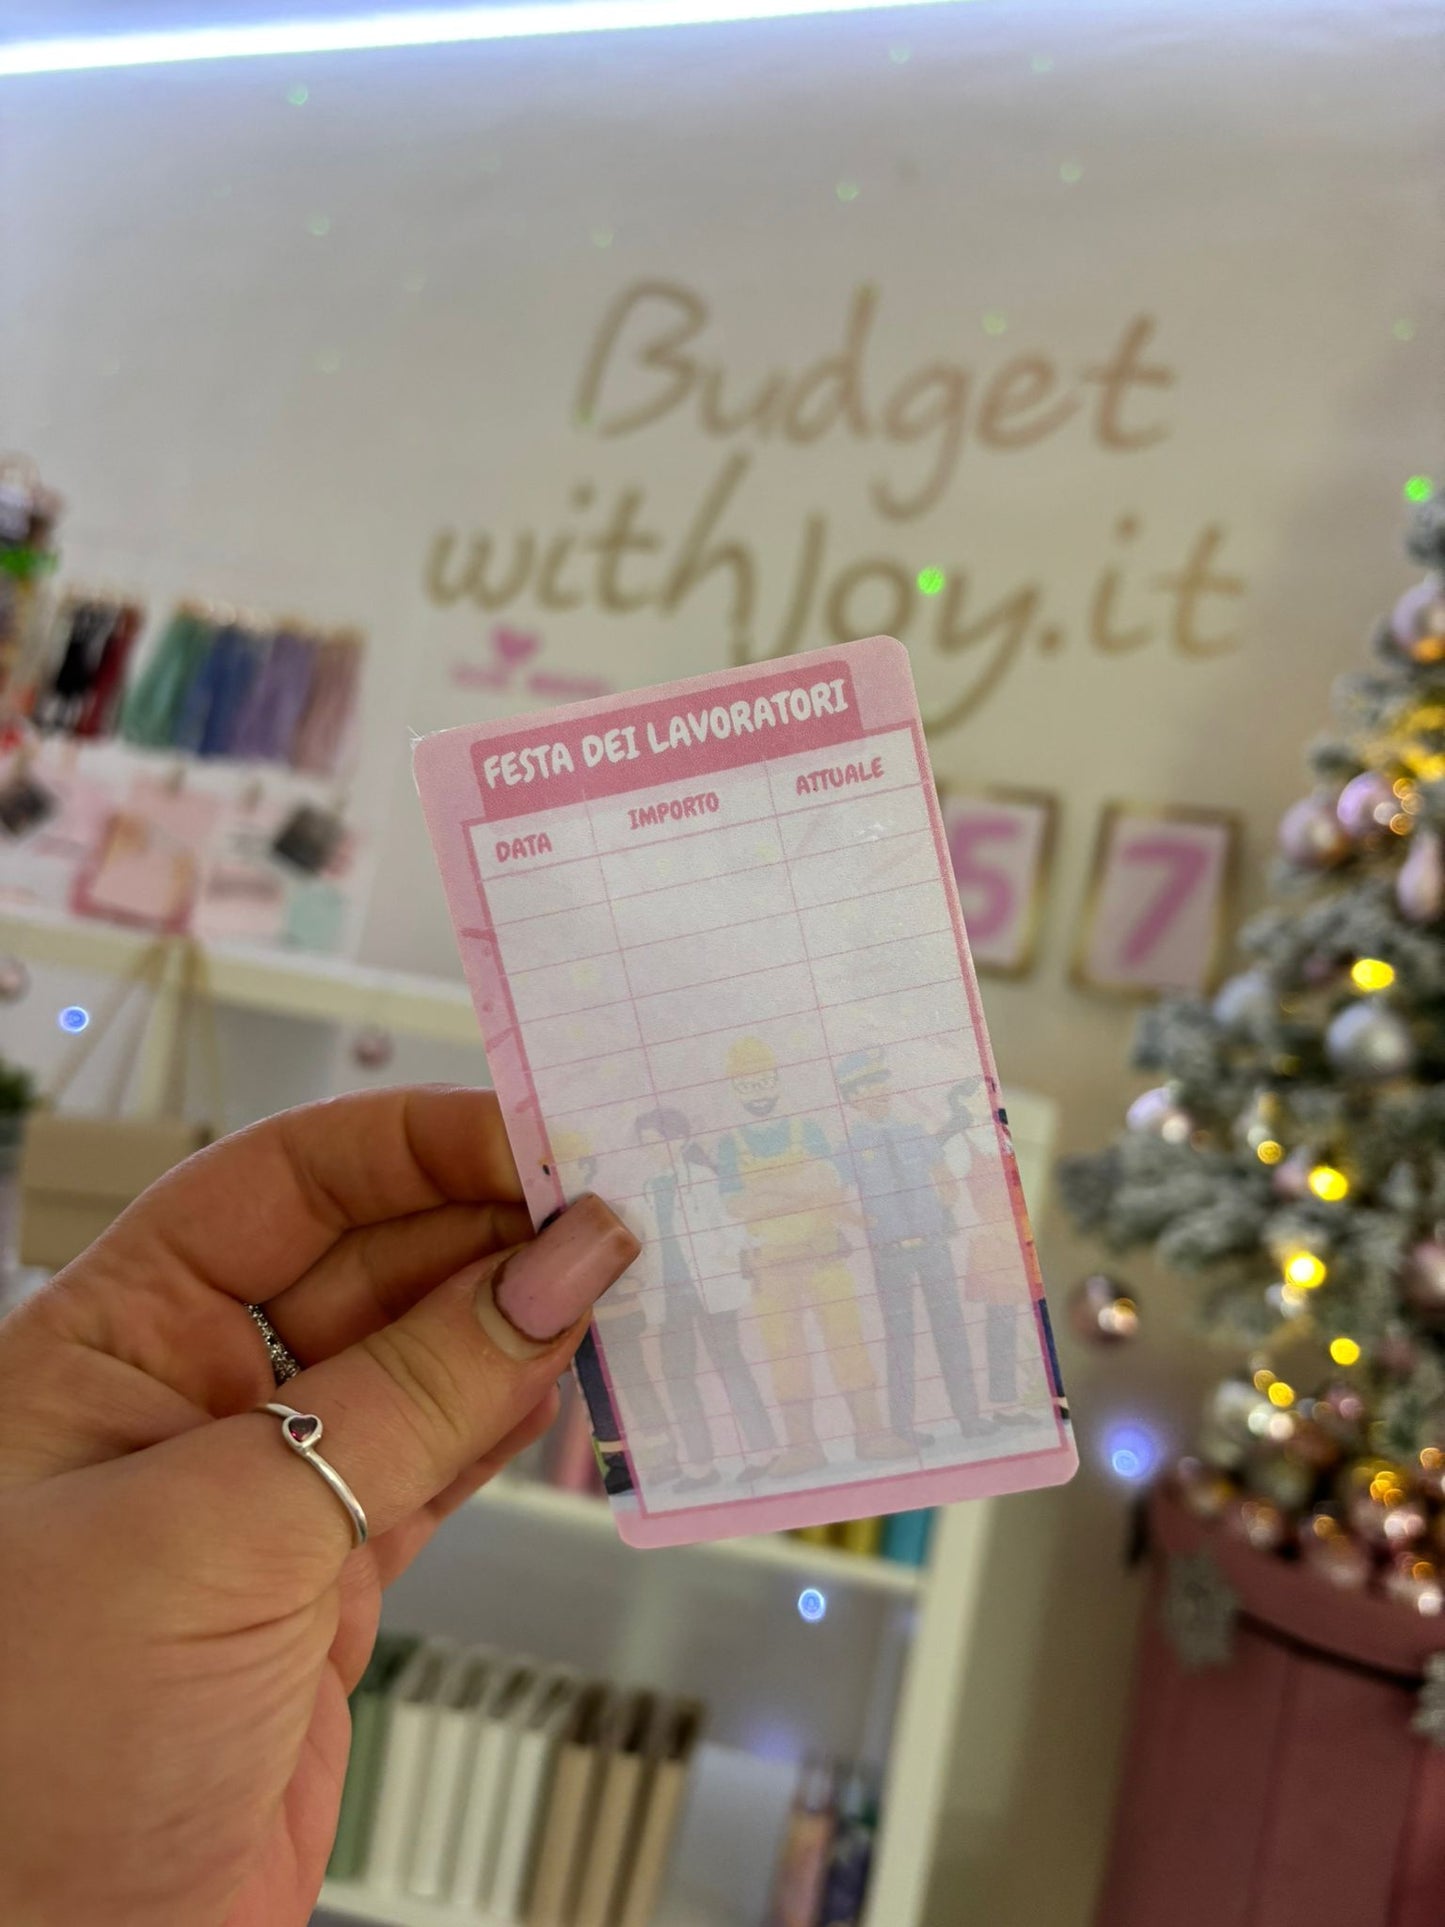 Budget
withJoy.it
FESTA DEI LAVORATORI
DATA IMPORTO ATTUALE
5 7